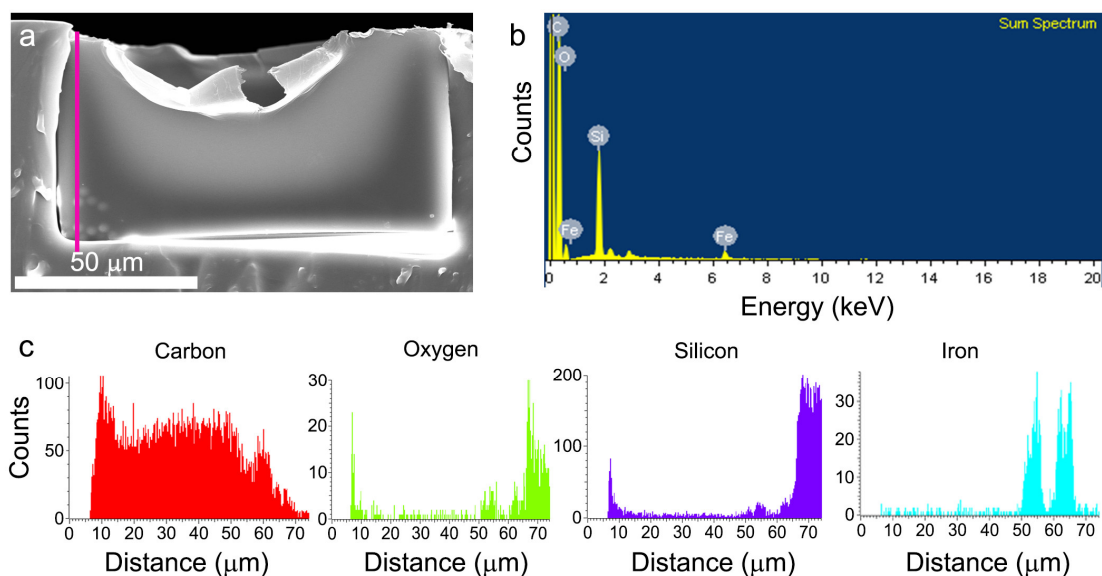 a
50 μm
b
Sum Spectrum
C
O
Si
Fe
Fe
Counts
0 2 4 6 8 10 12 14 16 18 20
Energy (keV)
c
Carbon
Counts
100
50
0
0 10 20 30 40 50 60 70
Distance (μm)
Oxygen
30
20
10
0
0 10 20 30 40 50 60 70
Distance (μm)
Silicon
200
100
0
0 10 20 30 40 50 60 70
Distance (μm)
Iron
30
20
10
0
0 10 20 30 40 50 60 70
Distance (μm)